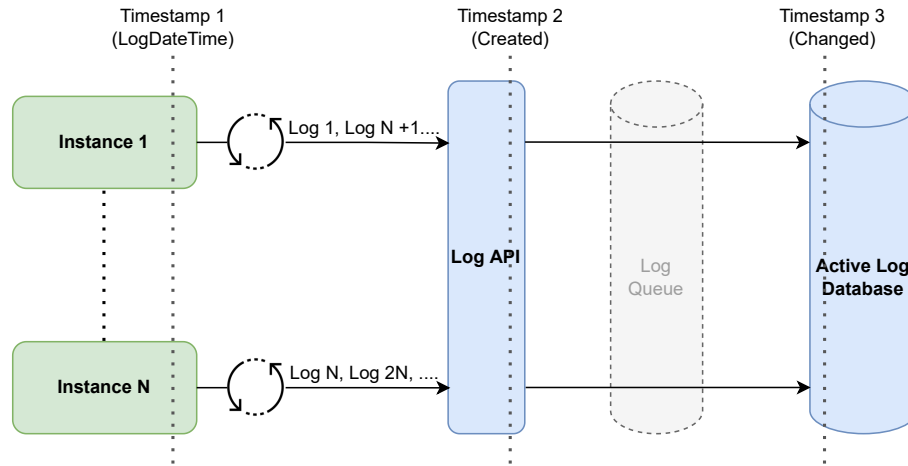 Timestamp 1
(LogDateTime)
Timestamp 2
(Created)
Timestamp 3
(Changed)
Instance 1
Log 1, Log N +1....
Log API
Log
Queue
Active Log
Database
Instance N
Log N, Log 2N, ....